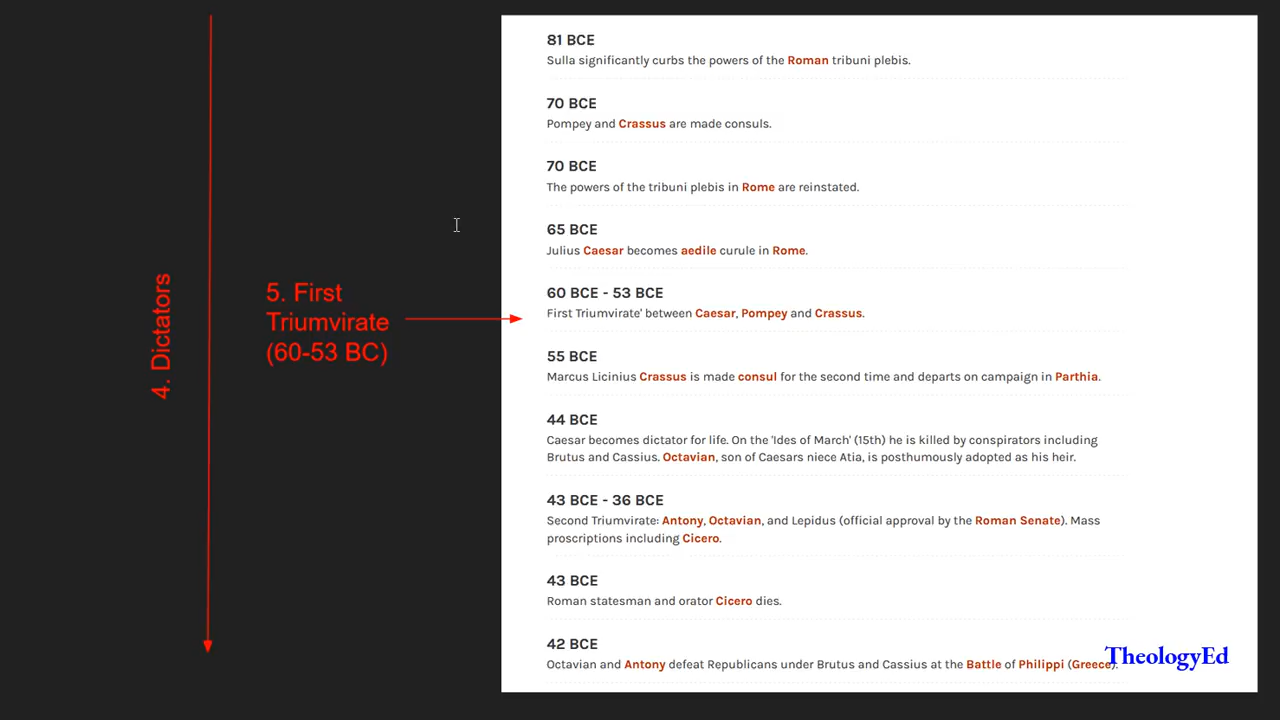 4. Dictators
5. First
Triumvirate
(60-53 BC)
81 BCE
Sulla significantly curbs the powers of the Roman tribuni plebis.
70 BCE
Pompey and Crassus are made consuls.
70 BCE
The powers of the tribuni plebis in Rome are reinstated.
65 BCE
Julius Caesar becomes aedile curule in Rome.
60 BCE - 53 BCE
First Triumvirate' between Caesar, Pompey and Crassus.
55 BCE
Marcus Licinius Crassus is made consul for the second time and departs on campaign in Parthia.
44 BCE
Caesar becomes dictator for life. On the 'Ides of March' (15th) he is killed by conspirators including
Brutus and Cassius. Octavian, son of Caesars niece Atia, is posthumously adopted as his heir.
43 BCE - 36 BCE
Second Triumvirate: Antony, Octavian, and Lepidus (official approval by the Roman Senate). Mass
proscriptions including Cicero.
43 BCE
Roman statesman and orator Cicero dies.
42 BCE
Octavian and Antony defeat Republicans under Brutus and Cassius at the Battle of Philippi (Greece).
TheologyEd